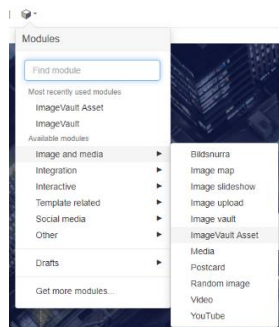 Modules
Find module
Most recently used modules
ImageVault Asset
ImageVault
Available modules
Image and media
Integration
Interactive
Template related
Social media
Other
Drafts
Get more modules...
Bildsnurra
Image map
Image slideshow
Image upload
Image vault
ImageVault Asset
Media
Postcard
Random image
Video
YouTube